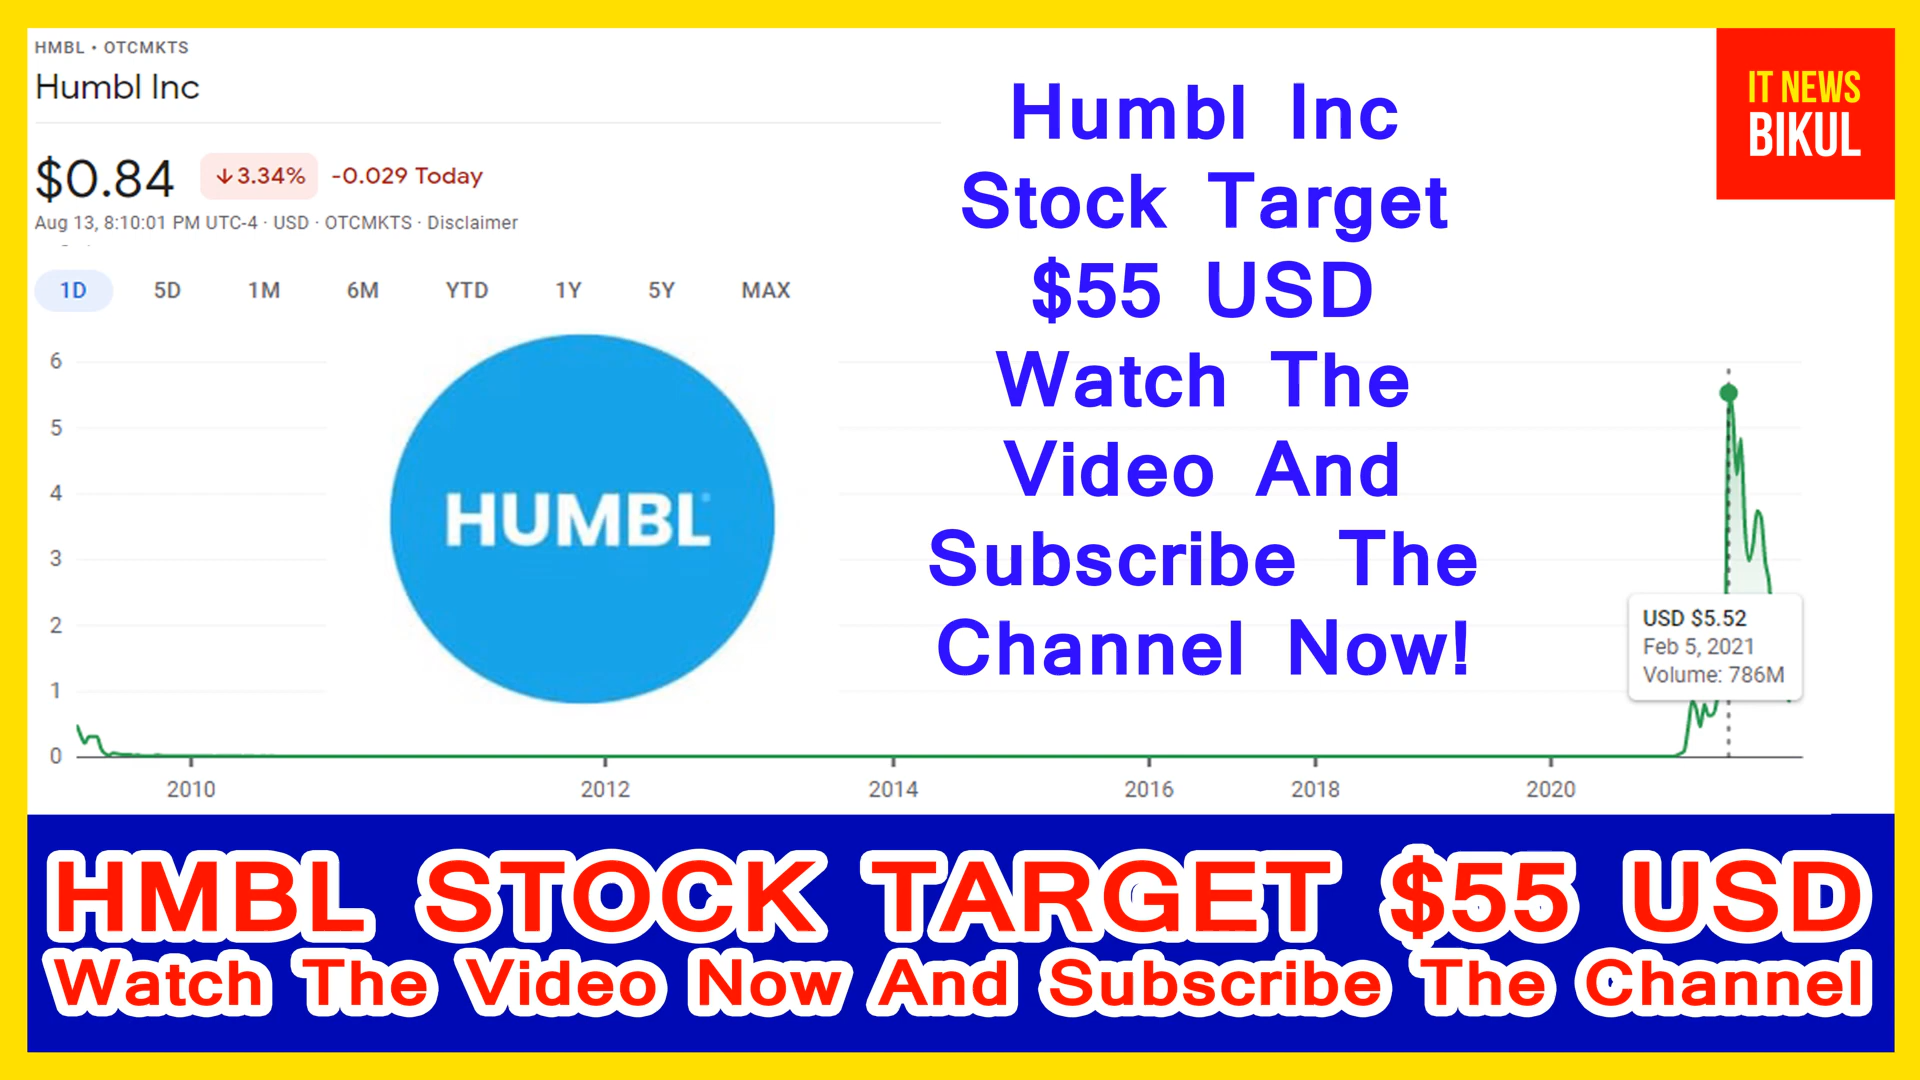 HMBL • OTCMKTS
Humbl Inc
$0.84 ↓3.34% -0.029 Today
Aug 13, 8:10:01 PM UTC-4 · USD · OTCMKTS · Disclaimer
1D 5D 1M 6M YTD 1Y 5Y MAX
IT NEWS
BIKUL
Humbl Inc
Stock Target
$55 USD
Watch The
Video And
Subscribe The
Channel Now!
HUMBL
6
5
4
3
2
1
0
USD $5.52
Feb 5, 2021
Volume: 786M
2010 2012 2014 2016 2018 2020
HMBL STOCK TARGET $55 USD
Watch The Video Now And Subscribe The Channel